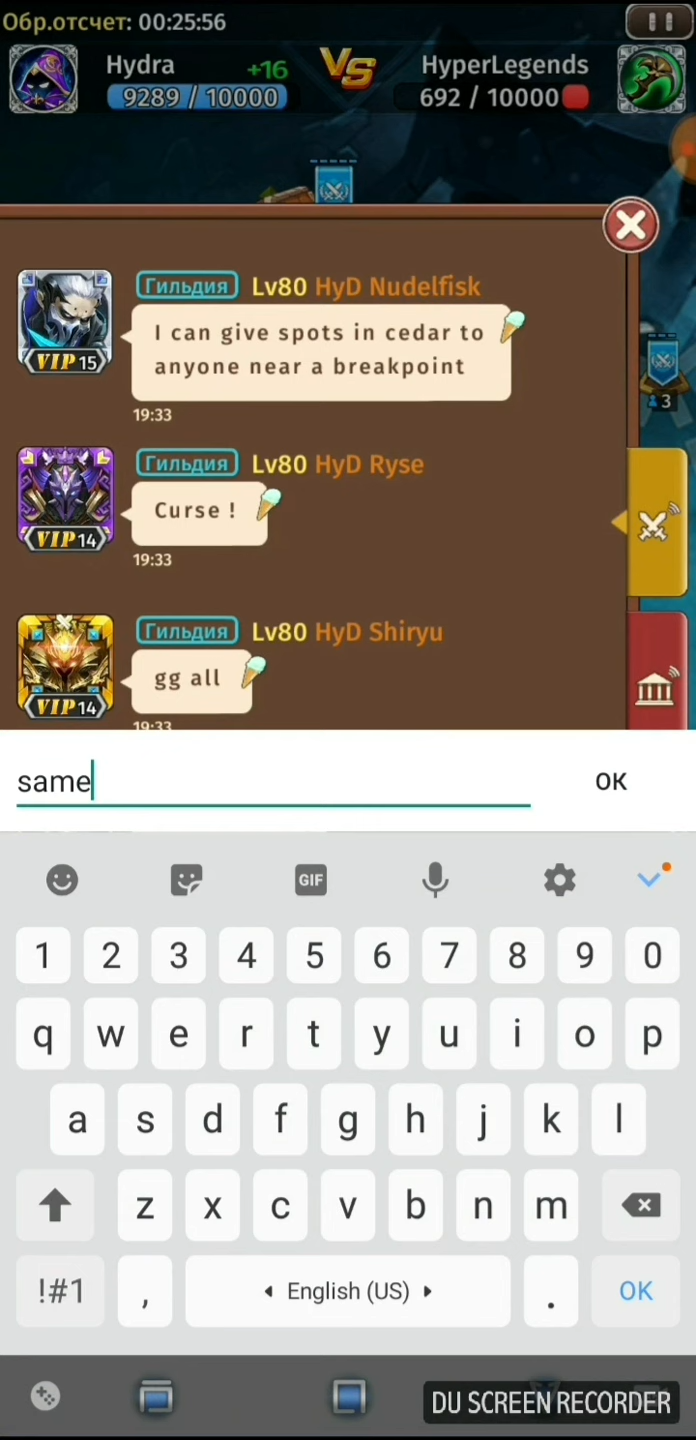 Обр.отсчет: 00:25:56
Hydra +16 VS HyperLegends
9289 / 10000 692 / 10000
Гильдия Lv80 HyD Nudelfisk
VIP 15
I can give spots in cedar to
anyone near a breakpoint
19:33
3
Гильдия Lv80 HyD Ryse
VIP 14
Curse !
19:33
Гильдия Lv80 HyD Shiryu
VIP 14
gg all
19:33
same OK
GIF
1 2 3 4 5 6 7 8 9 0
q w e r t y u i o p
a s d f g h j k l
z x c v b n m
!#1 , English (US) . OK
DU SCREEN RECORDER